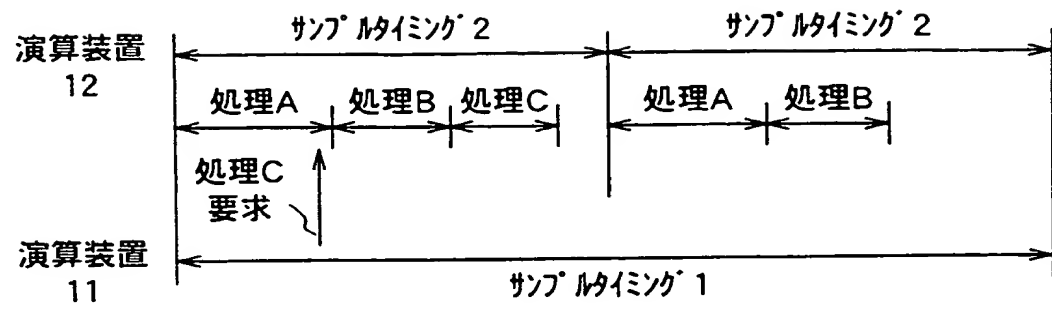 サンプルタイミング2
サンプルタイミング2
演算装置
12
処理A
処理B
処理C
処理A
処理B
処理C
要求
演算装置
11
サンプルタイミング1